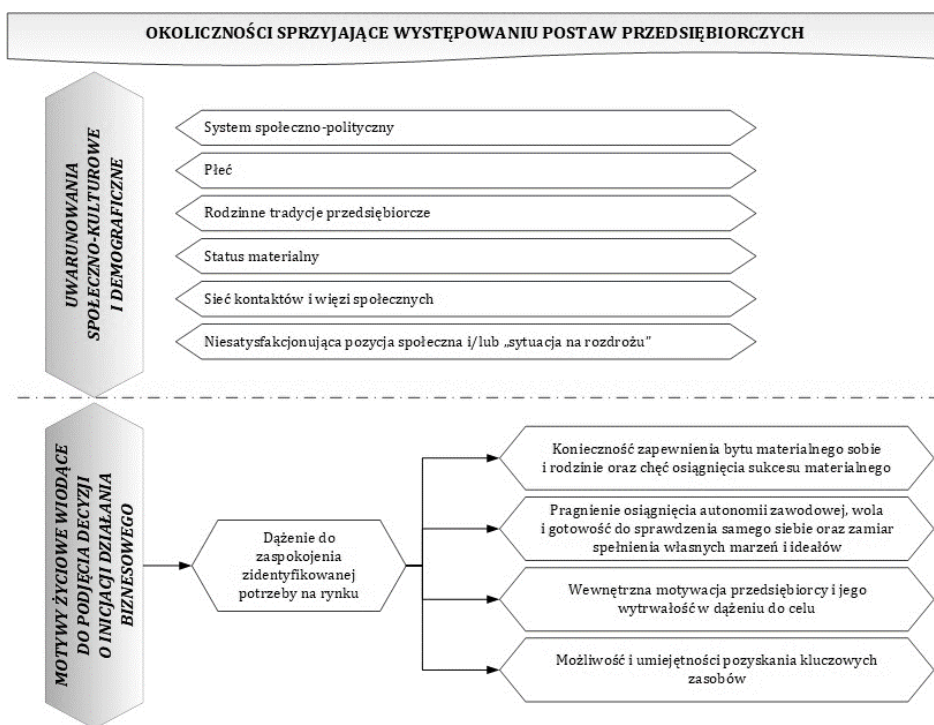 OKOLICZNOŚCI SPRZYJAJĄCE WYSTĘPOWANIU POSTAW PRZEDSIĘBIORCZYCH
UWARUNOWANIA
SPOŁECZNO-KULTUROWE
I DEMOGRAFICZNE
System społeczno-polityczny
Płeć
Rodzinne tradycje przedsiębiorcze
Status materialny
Sieć kontaktów i więzi społecznych
Niesatysfakcjonująca pozycja społeczna i/lub „sytuacja na rozdrożu”
MOTYWY ŻYCIOWE WIODĄCE
DO PODJĘCIA DECYZJI
O INICJACJI DZIAŁANIA
BIZNESOWEGO
Dążenie do
zaspokojenia
zidentyfikowanej
potrzeby na rynku
Konieczność zapewnienia bytu materialnego sobie
i rodzinie oraz chęć osiągnięcia sukcesu materialnego
Pragnienie osiągnięcia autonomii zawodowej, wola
i gotowość do sprawdzenia samego siebie oraz zamiar
spełnienia własnych marzeń i ideałów
Wewnętrzna motywacja przedsiębiorcy i jego
wytrwałość w dążeniu do celu
Możliwość i umiejętności pozyskania kluczowych
zasobów